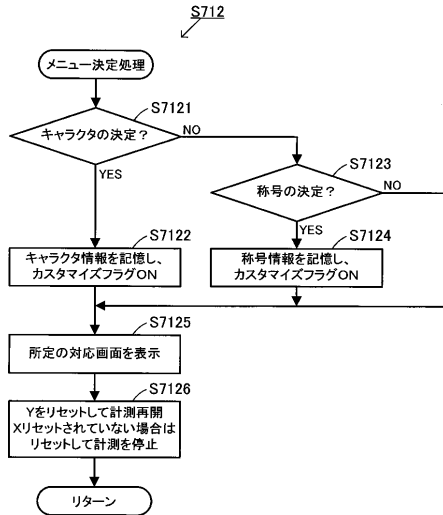 S712
メニュー決定処理
S7121
キャラクタの決定？
NO
YES
S7123
称号の決定？
NO
YES
S7122
キャラクタ情報を記憶し、
カスタマイズフラグON
S7124
称号情報を記憶し、
カスタマイズフラグON
S7125
所定の対応画面を表示
S7126
Yをリセットして計測再開
Xリセットされていない場合は
リセットして計測を停止
リターン